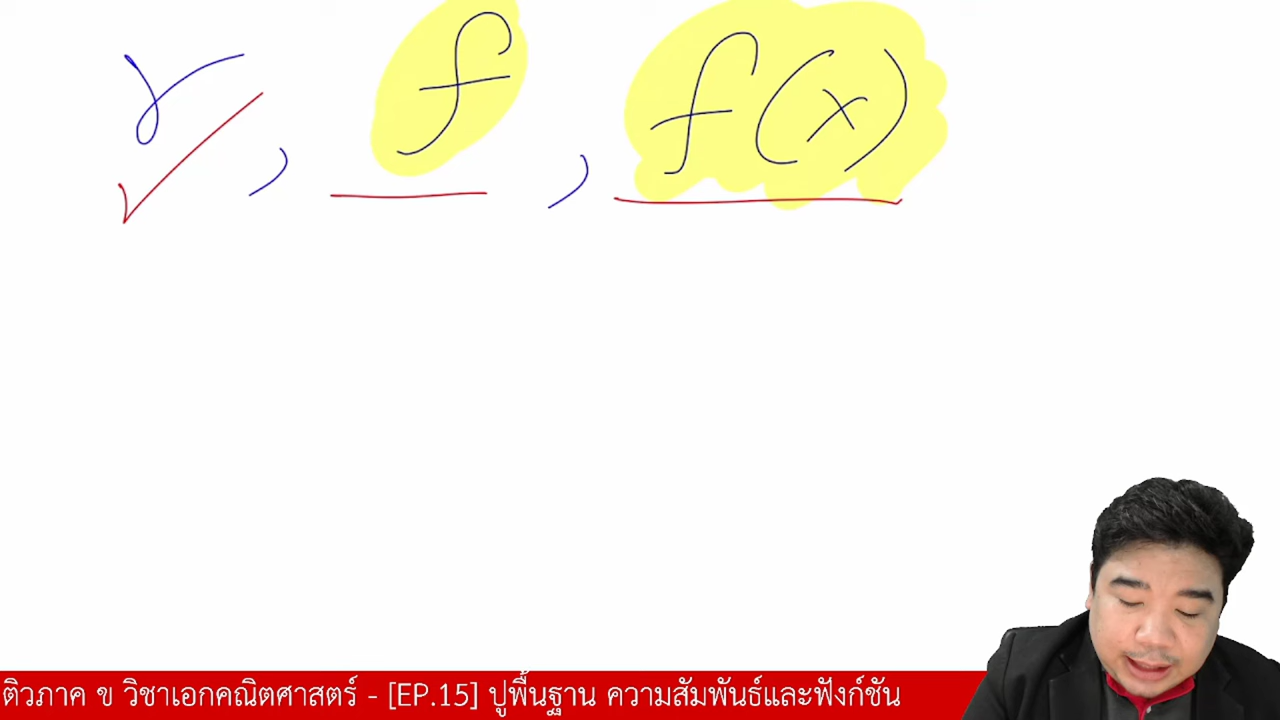 r, f, f(x)
ติวภาค ข วิชาเอกคณิตศาสตร์ - [EP.15] ปูพื้นฐาน ความสัมพันธ์และฟังก์ชัน